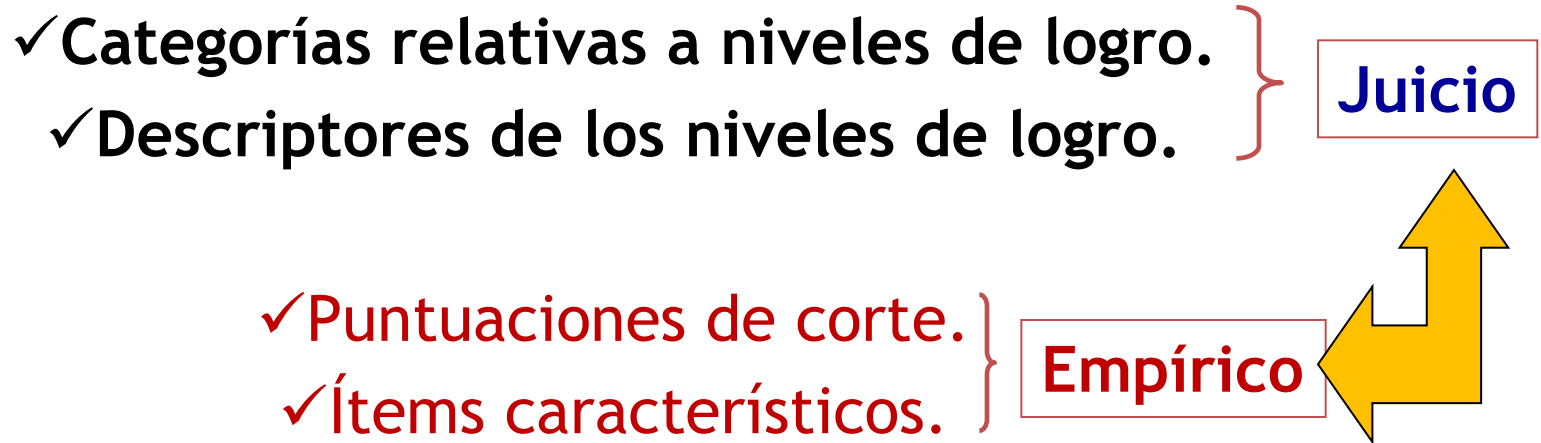 ✓Categorías relativas a niveles de logro.
✓Descriptores de los niveles de logro.
Juicio
✓Puntuaciones de corte.
✓Ítems característicos.
Empírico